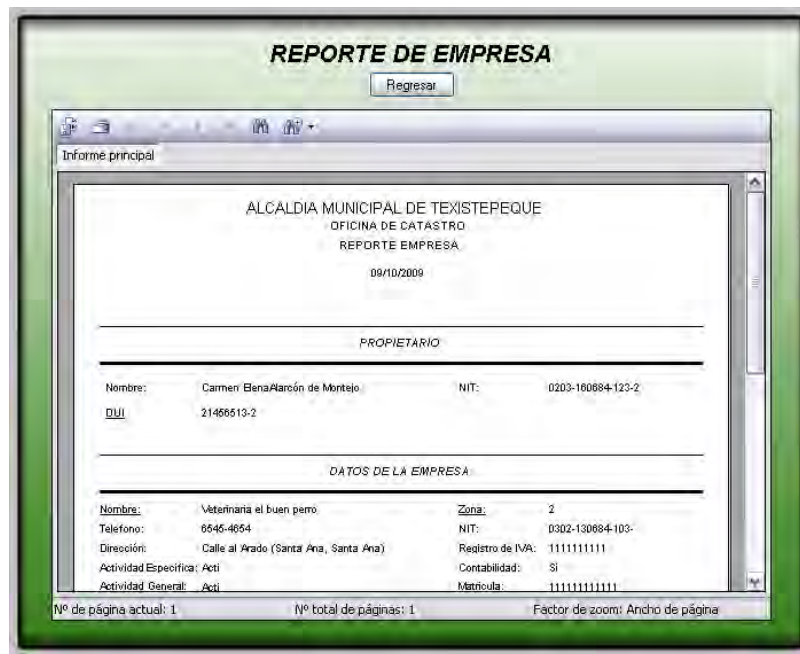 REPORTE DE EMPRESA
Regresar
Informe principal
ALCALDIA MUNICIPAL DE TEXISTEPEQUE
OFICINA DE CATASTRO
REPORTE EMPRESA
09/10/2009
PROPIETARIO
Nombre: Carmen ElenaAlarcón de Montejo NIT: 0203-160684-123-2
DUI 21456513-2
DATOS DE LA EMPRESA
Nombre: Veterinaria el buen perro Zona: 2
Telefono: 6545-4654 NIT: 0302-130684-103-
Dirección: Calle al Arado (Santa Ana, Santa Ana) Registro de IVA: 1111111111
Actividad Especifica: Acti Contabilidad: Si
Actividad General: Acti Matricula: 111111111111
Nº de página actual: 1 Nº total de páginas: 1 Factor de zoom: Ancho de página